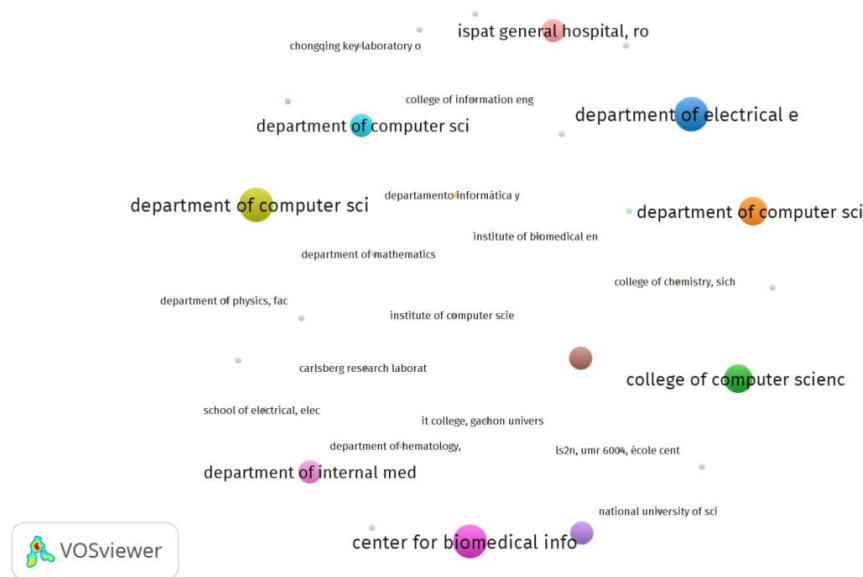 ispat general hospital, ro
chongqing key laboratory o
college of information eng
department of electrical e
department of computer sci
departamento informática y
department of computer sci
department of computer sci
institute of biomedical en
department of mathematics
college of chemistry, sich
department of physics, fac
institute of computer scie
carlsberg research laborat
college of computer scienc
school of electrical, elec
it college, gachon univers
department of hematology,
ls2n, umr 6004, école cent
department of internal med
national university of sci
center for biomedical info
VOSviewer